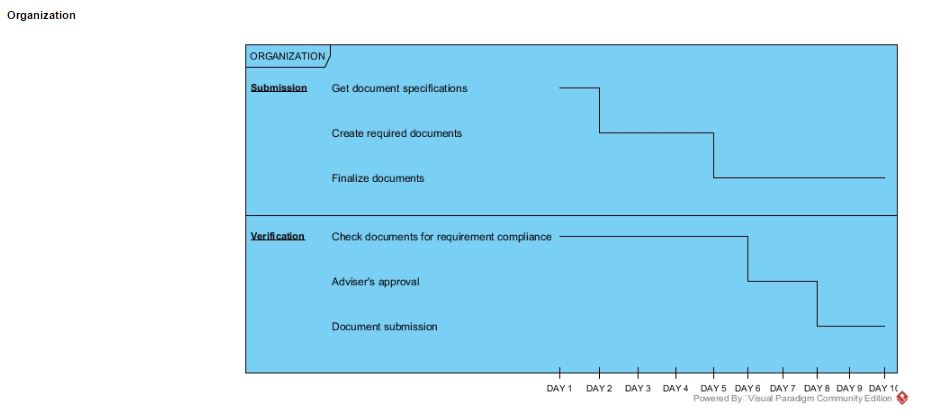 Organization
ORGANIZATION
Submission
Get document specifications
Create required documents
Finalize documents
Verification
Check documents for requirement compliance
Adviser's approval
Document submission
DAY 1 DAY 2 DAY 3 DAY 4 DAY 5 DAY 6 DAY 7 DAY 8 DAY 9 DAY 10
Powered By Visual Paradigm Community Edition